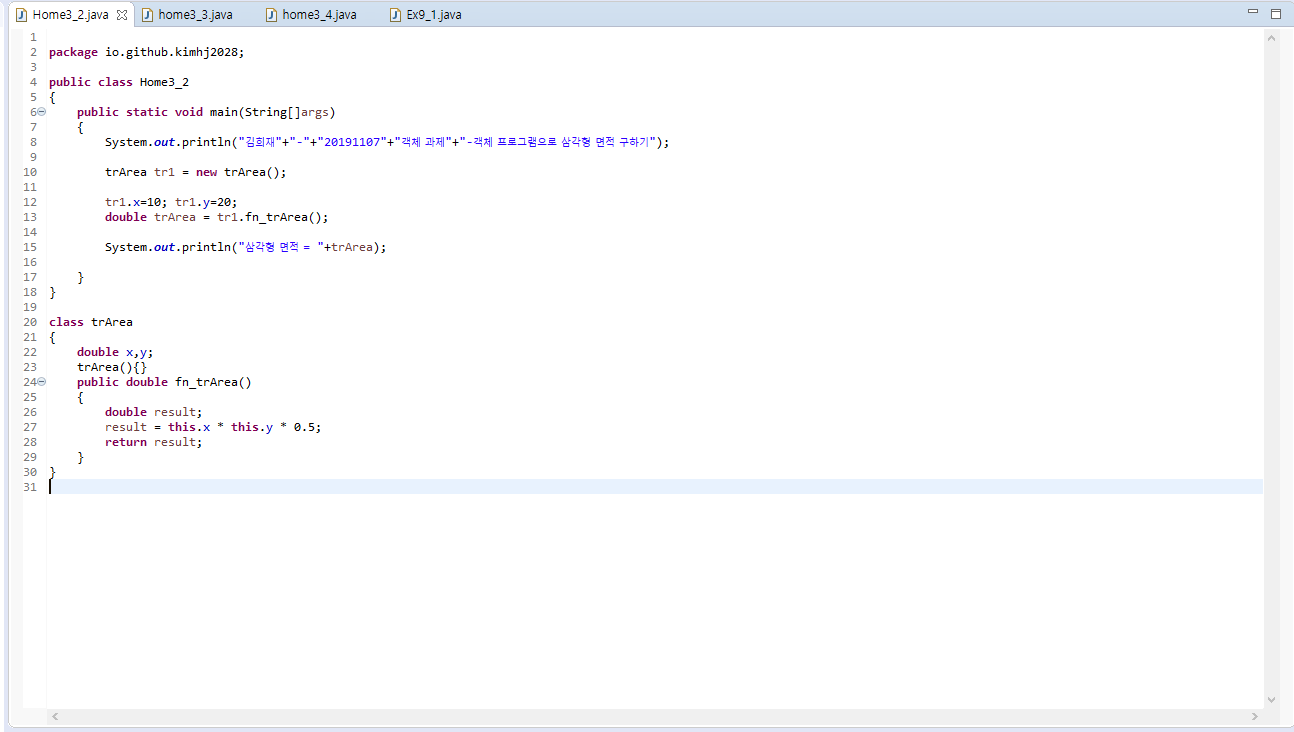 Home3_2.java home3_3.java home3_4.java Ex9_1.java
1
2 package io.github.kimhj2028;
3
4 public class Home3_2
5 {
6 public static void main(String[]args)
7 {
8 System.out.println("김희재"+"-"+"20191107"+"객체 과제"+"-객체 프로그램으로 삼각형 면적 구하기");
9
10 trArea tr1 = new trArea();
11
12 tr1.x=10; tr1.y=20;
13 double trArea = tr1.fn_trArea();
14
15 System.out.println("삼각형 면적 = "+trArea);
16
17 }
18 }
19
20 class trArea
21 {
22 double x,y;
23 trArea(){}
24 public double fn_trArea()
25 {
26 double result;
27 result = this.x * this.y * 0.5;
28 return result;
29 }
30 }
31